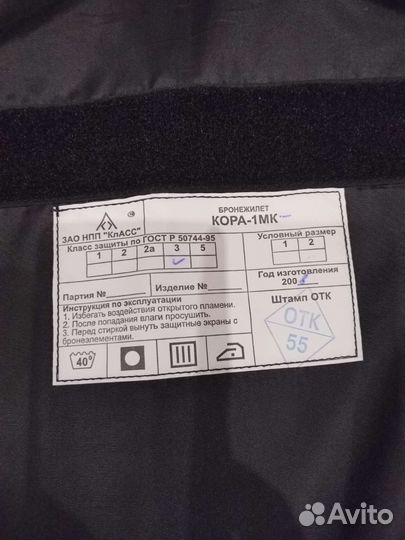 ЗАО НПП "КлАСС"
БРОНЕЖИЛЕТ
КОРА-1МК
Класс защиты по ГОСТ Р 50744-95
1 2 2а 3 5
Условный размер
1 2
Партия № Изделие №
Год изготовления
200
Инструкция по эксплуатации
1. Избегать воздействия открытого пламени.
2. После попадания влаги просушить.
3. Перед стиркой вынуть защитные экраны с
бронеэлементами.
Штамп ОТК
ОТК
55
40°
Avito